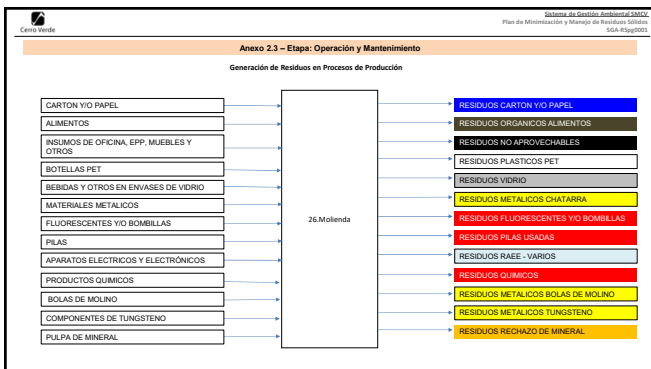 Cerro Verde
Sistema de Gestión Ambiental SMCV
Plan de Minimización y Manejo de Residuos Sólidos
SGA-RSpg0001
Anexo 2.3 – Etapa: Operación y Mantenimiento
Generación de Residuos en Procesos de Producción
CARTON Y/O PAPEL
ALIMENTOS
INSUMOS DE OFICINA, EPP, MUEBLES Y
OTROS
BOTELLAS PET
BEBIDAS Y OTROS EN ENVASES DE VIDRIO
MATERIALES METALICOS
FLUORESCENTES Y/O BOMBILLAS
PILAS
APARATOS ELECTRICOS Y ELECTRÓNICOS
PRODUCTOS QUIMICOS
BOLAS DE MOLINO
COMPONENTES DE TUNGSTENO
PULPA DE MINERAL
26.Molienda
RESIDUOS CARTON Y/O PAPEL
RESIDUOS ORGANICOS ALIMENTOS
RESIDUOS NO APROVECHABLES
RESIDUOS PLASTICOS PET
RESIDUOS VIDRIO
RESIDUOS METALICOS CHATARRA
RESIDUOS FLUORESCENTES Y/O BOMBILLAS
RESIDUOS PILAS USADAS
RESIDUOS RAEE - VARIOS
RESIDUOS QUIMICOS
RESIDUOS METALICOS BOLAS DE MOLINO
RESIDUOS METALICOS TUNGSTENO
RESIDUOS RECHAZO DE MINERAL